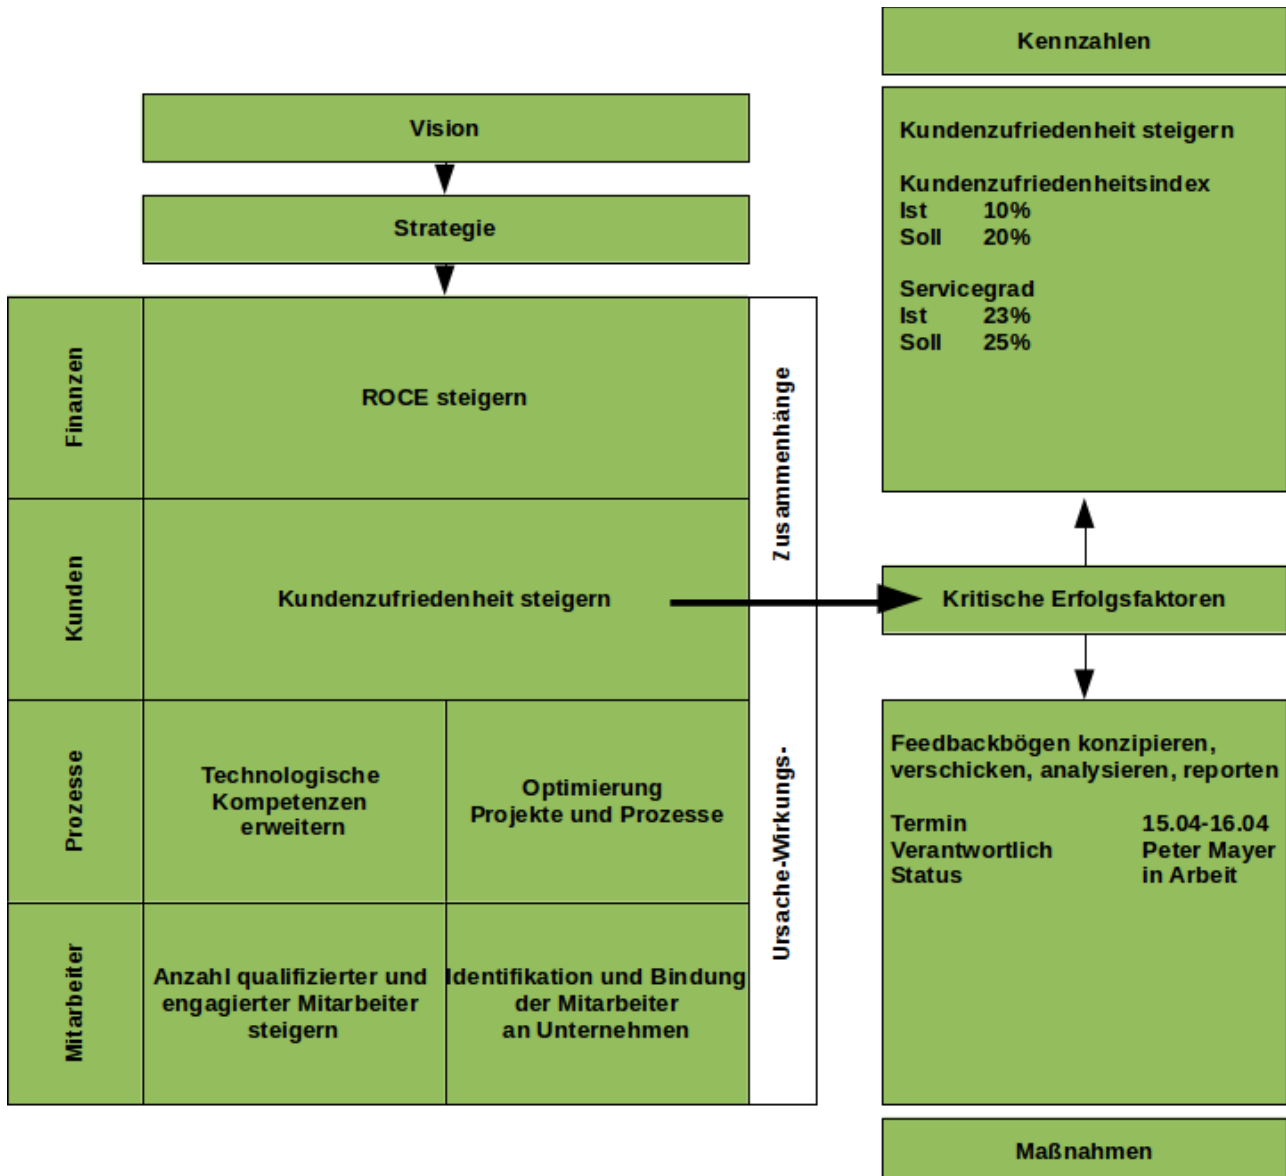 Vision
Strategie
Finanzen
ROCE steigern
Kunden
Kundenzufriedenheit steigern
Prozesse
Technologische
Kompetenzen
erweitern
Optimierung
Projekte und Prozesse
Mitarbeiter
Anzahl qualifizierter und
engagierter Mitarbeiter
steigern
Identifikation und Bindung
der Mitarbeiter
an Unternehmen
Ursache-Wirkungs-
Zusammenhänge
Kennzahlen
Kundenzufriedenheit steigern
Kundenzufriedenheitsindex
Ist 10%
Soll 20%
Servicegrad
Ist 23%
Soll 25%
Kritische Erfolgsfaktoren
Feedbackbögen konzipieren,
verschicken, analysieren, reporten
Termin 15.04-16.04
Verantwortlich Peter Mayer
Status in Arbeit
Maßnahmen